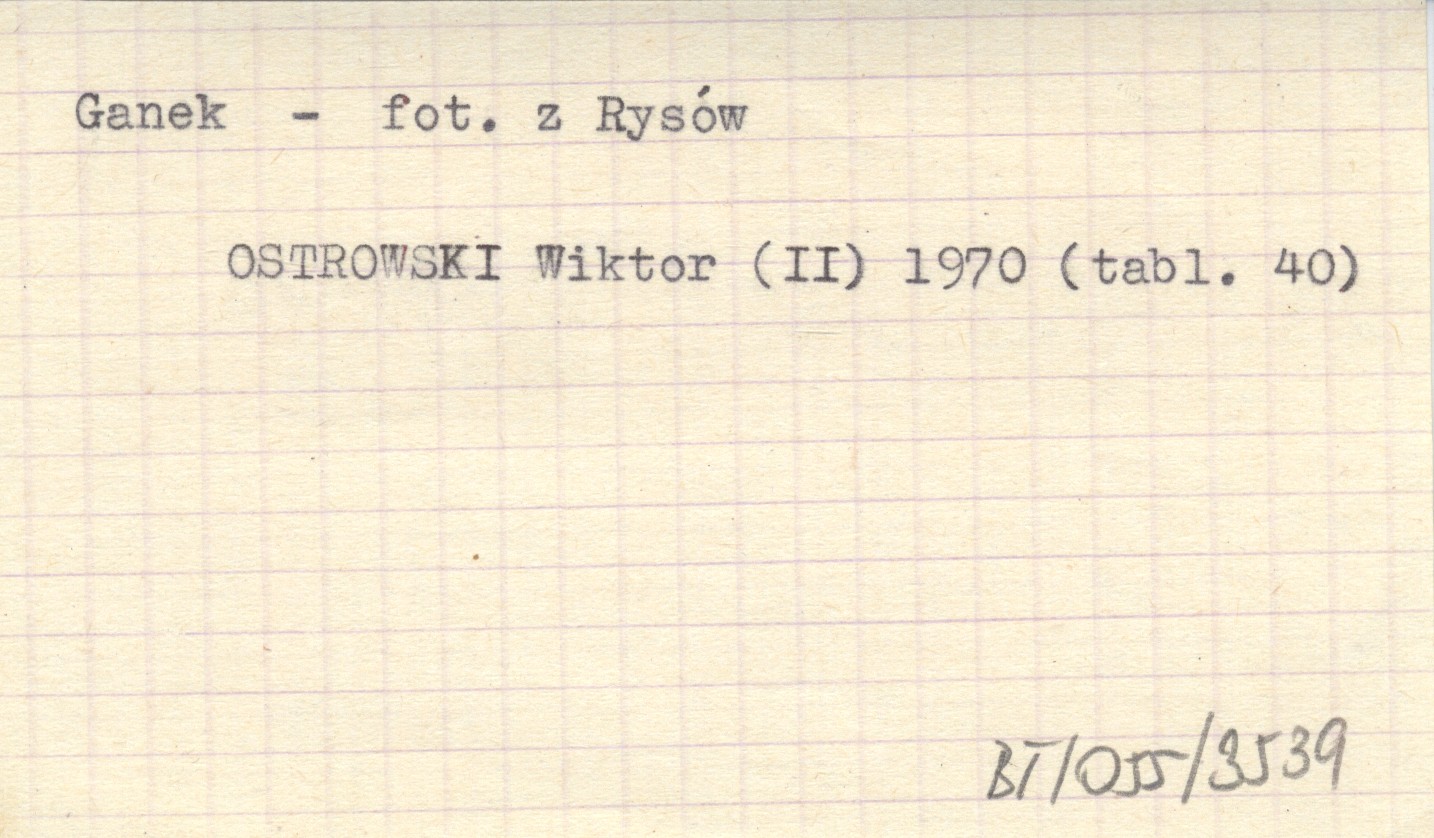 Ganek - fot. z Rysów
OSTROWSKI Wiktor (II) 1970 (tabl. 40)
BT/055/3539